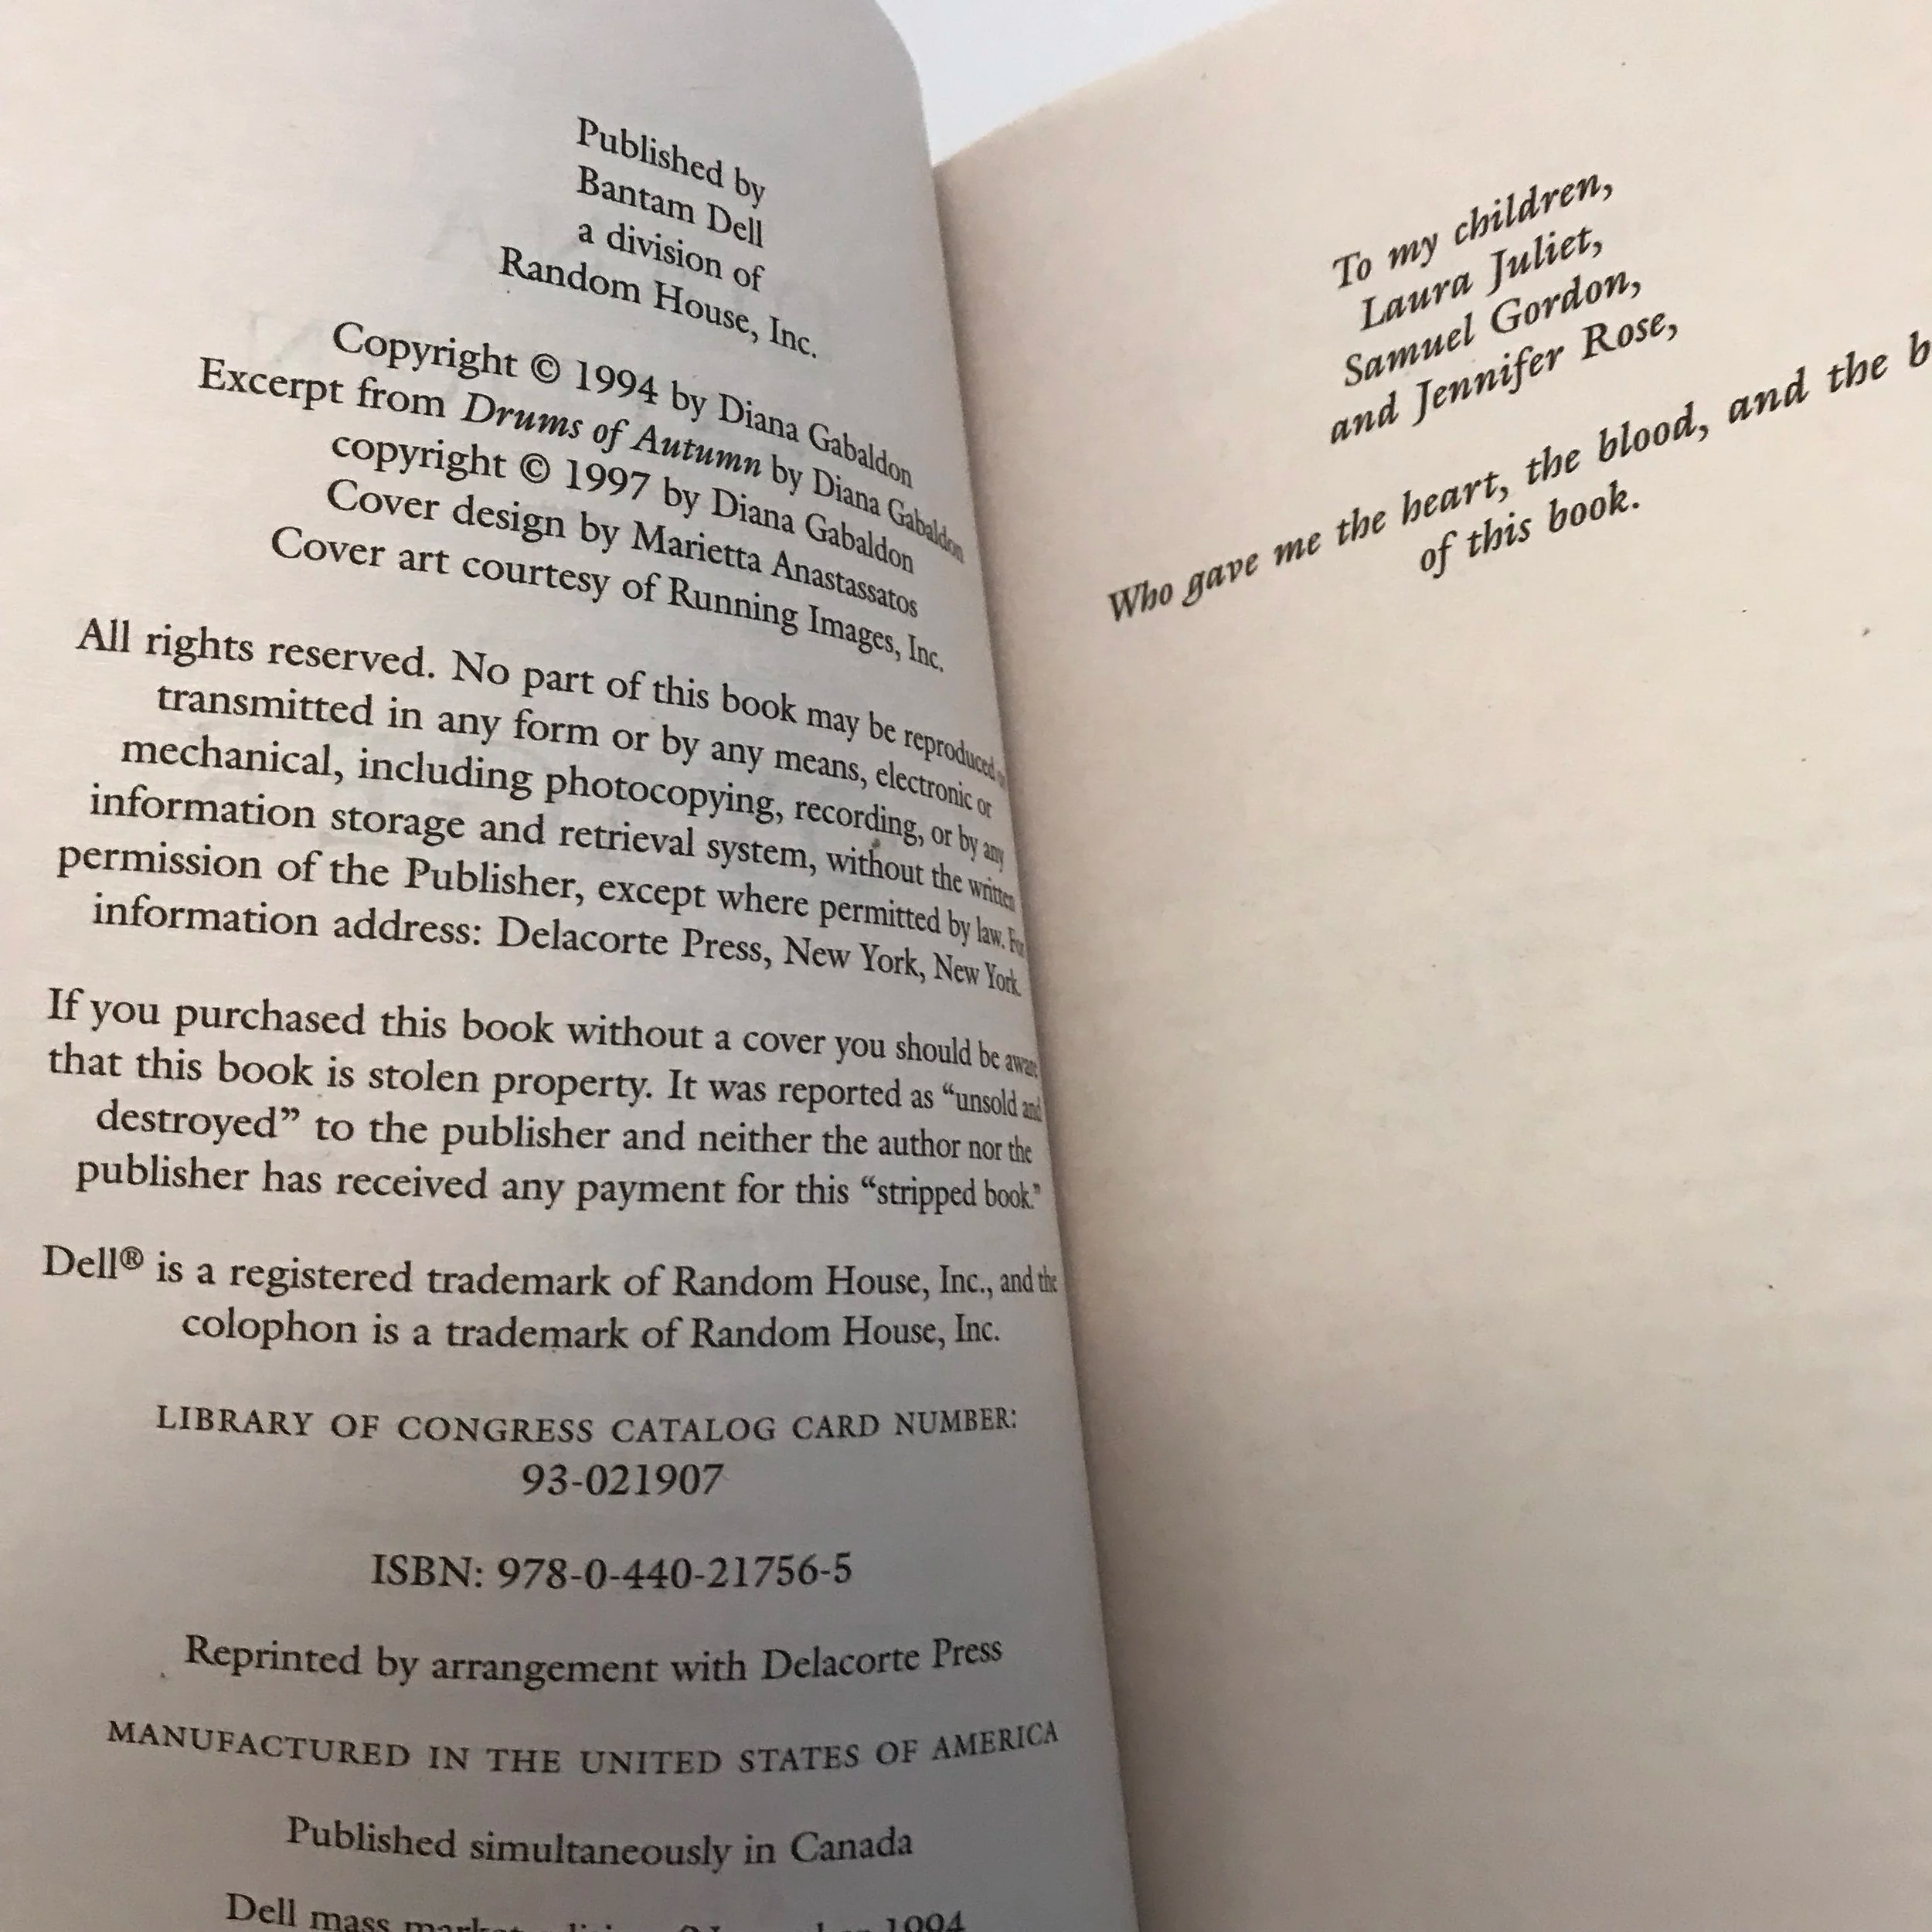 Published by
Bantam Dell
a division of
Random House, Inc.
Copyright © 1994 by Diana Gabaldon
Excerpt from Drums of Autumn by Diana Gabaldon
copyright © 1997 by Diana Gabaldon
Cover design by Marietta Anastassatos
Cover art courtesy of Running Images, Inc.
All rights reserved. No part of this book may be reproduced or
transmitted in any form or by any means, electronic or
mechanical, including photocopying, recording, or by any
information storage and retrieval system, without the written
permission of the Publisher, except where permitted by law. For
information address: Delacorte Press, New York, New York.
If you purchased this book without a cover you should be aware
that this book is stolen property. It was reported as “unsold and
destroyed” to the publisher and neither the author nor the
publisher has received any payment for this “stripped book.”
Dell® is a registered trademark of Random House, Inc., and the
colophon is a trademark of Random House, Inc.
LIBRARY OF CONGRESS CATALOG CARD NUMBER:
93-021907
ISBN: 978-0-440-21756-5
Reprinted by arrangement with Delacorte Press
MANUFACTURED IN THE UNITED STATES OF AMERICA
Published simultaneously in Canada
Dell mass 1994
To my children,
Laura Juliet,
Samuel Gordon,
and Jennifer Rose,
Who gave me the heart, the blood, and the b
of this book.